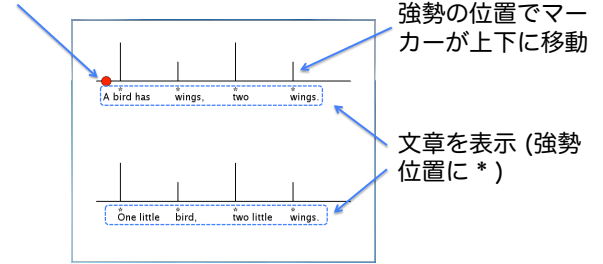 強勢の位置でマー
カーが上下に移動
* * * *
A bird has wings, two wings.
文章を表示 (強勢
位置に * )
* * * *
One little bird, two little wings.